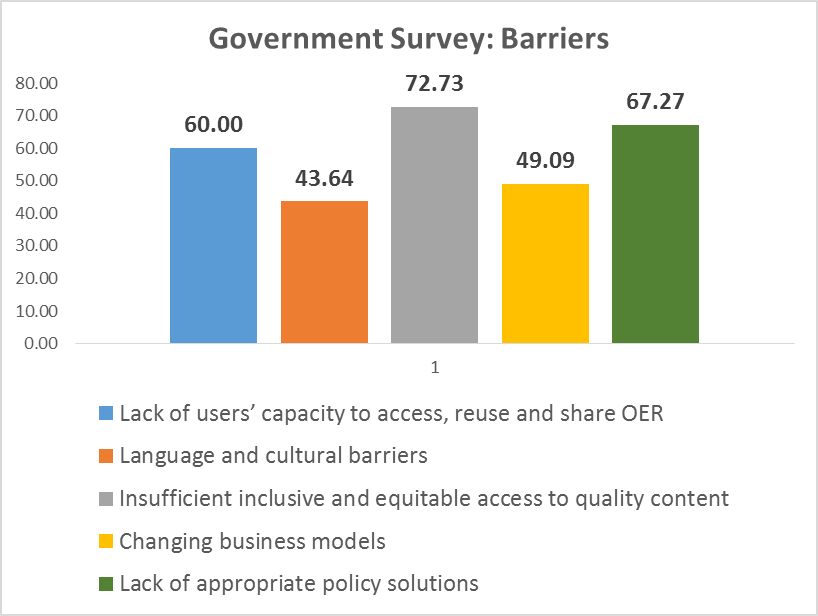 Government Survey: Barriers
80.00
70.00
60.00
50.00
40.00
30.00
20.00
10.00
0.00
60.00
43.64
72.73
49.09
67.27
1
Lack of users’ capacity to access, reuse and share OER
Language and cultural barriers
Insufficient inclusive and equitable access to quality content
Changing business models
Lack of appropriate policy solutions